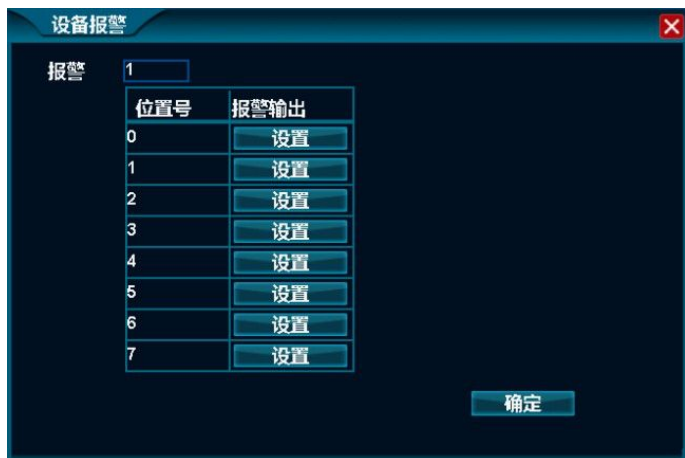 设备报警
报警 1
位置号 报警输出
0 设置
1 设置
2 设置
3 设置
4 设置
5 设置
6 设置
7 设置
确定